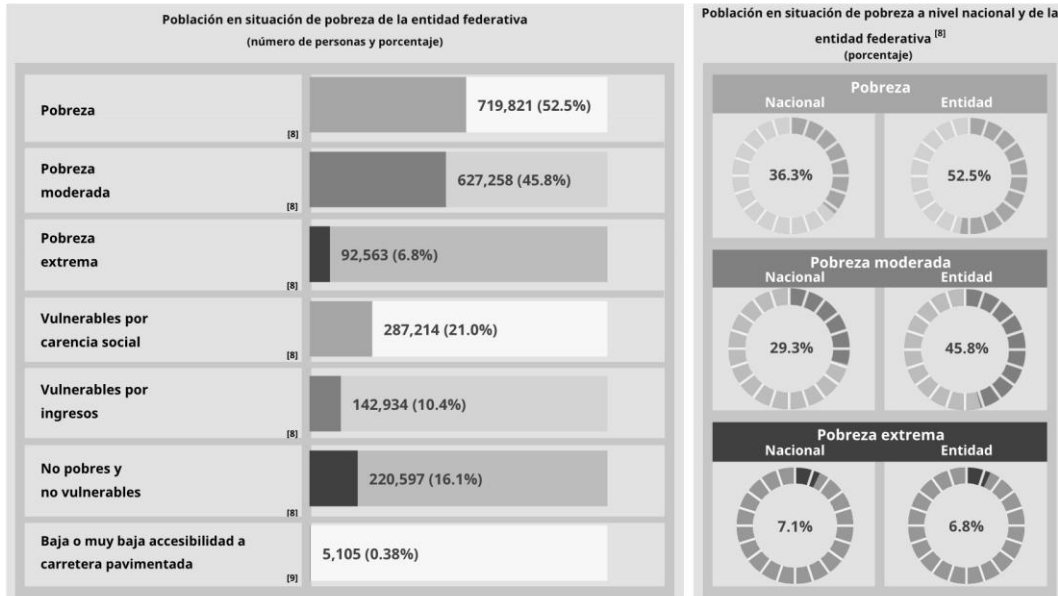 Población en situación de pobreza de la entidad federativa
(número de personas y porcentaje)
Pobreza
[8]
719,821 (52.5%)
Pobreza
moderada
[8]
627,258 (45.8%)
Pobreza
extrema
[8]
92,563 (6.8%)
Vulnerables por
carencia social
[8]
287,214 (21.0%)
Vulnerables por
ingresos
[8]
142,934 (10.4%)
No pobres y
no vulnerables
[8]
220,597 (16.1%)
Baja o muy baja accesibilidad a
carretera pavimentada
[9]
5,105 (0.38%)
Población en situación de pobreza a nivel nacional y de la
entidad federativa [8]
(porcentaje)
Pobreza
Nacional Entidad
36.3% 52.5%
Pobreza moderada
Nacional Entidad
29.3% 45.8%
Pobreza extrema
Nacional Entidad
7.1% 6.8%